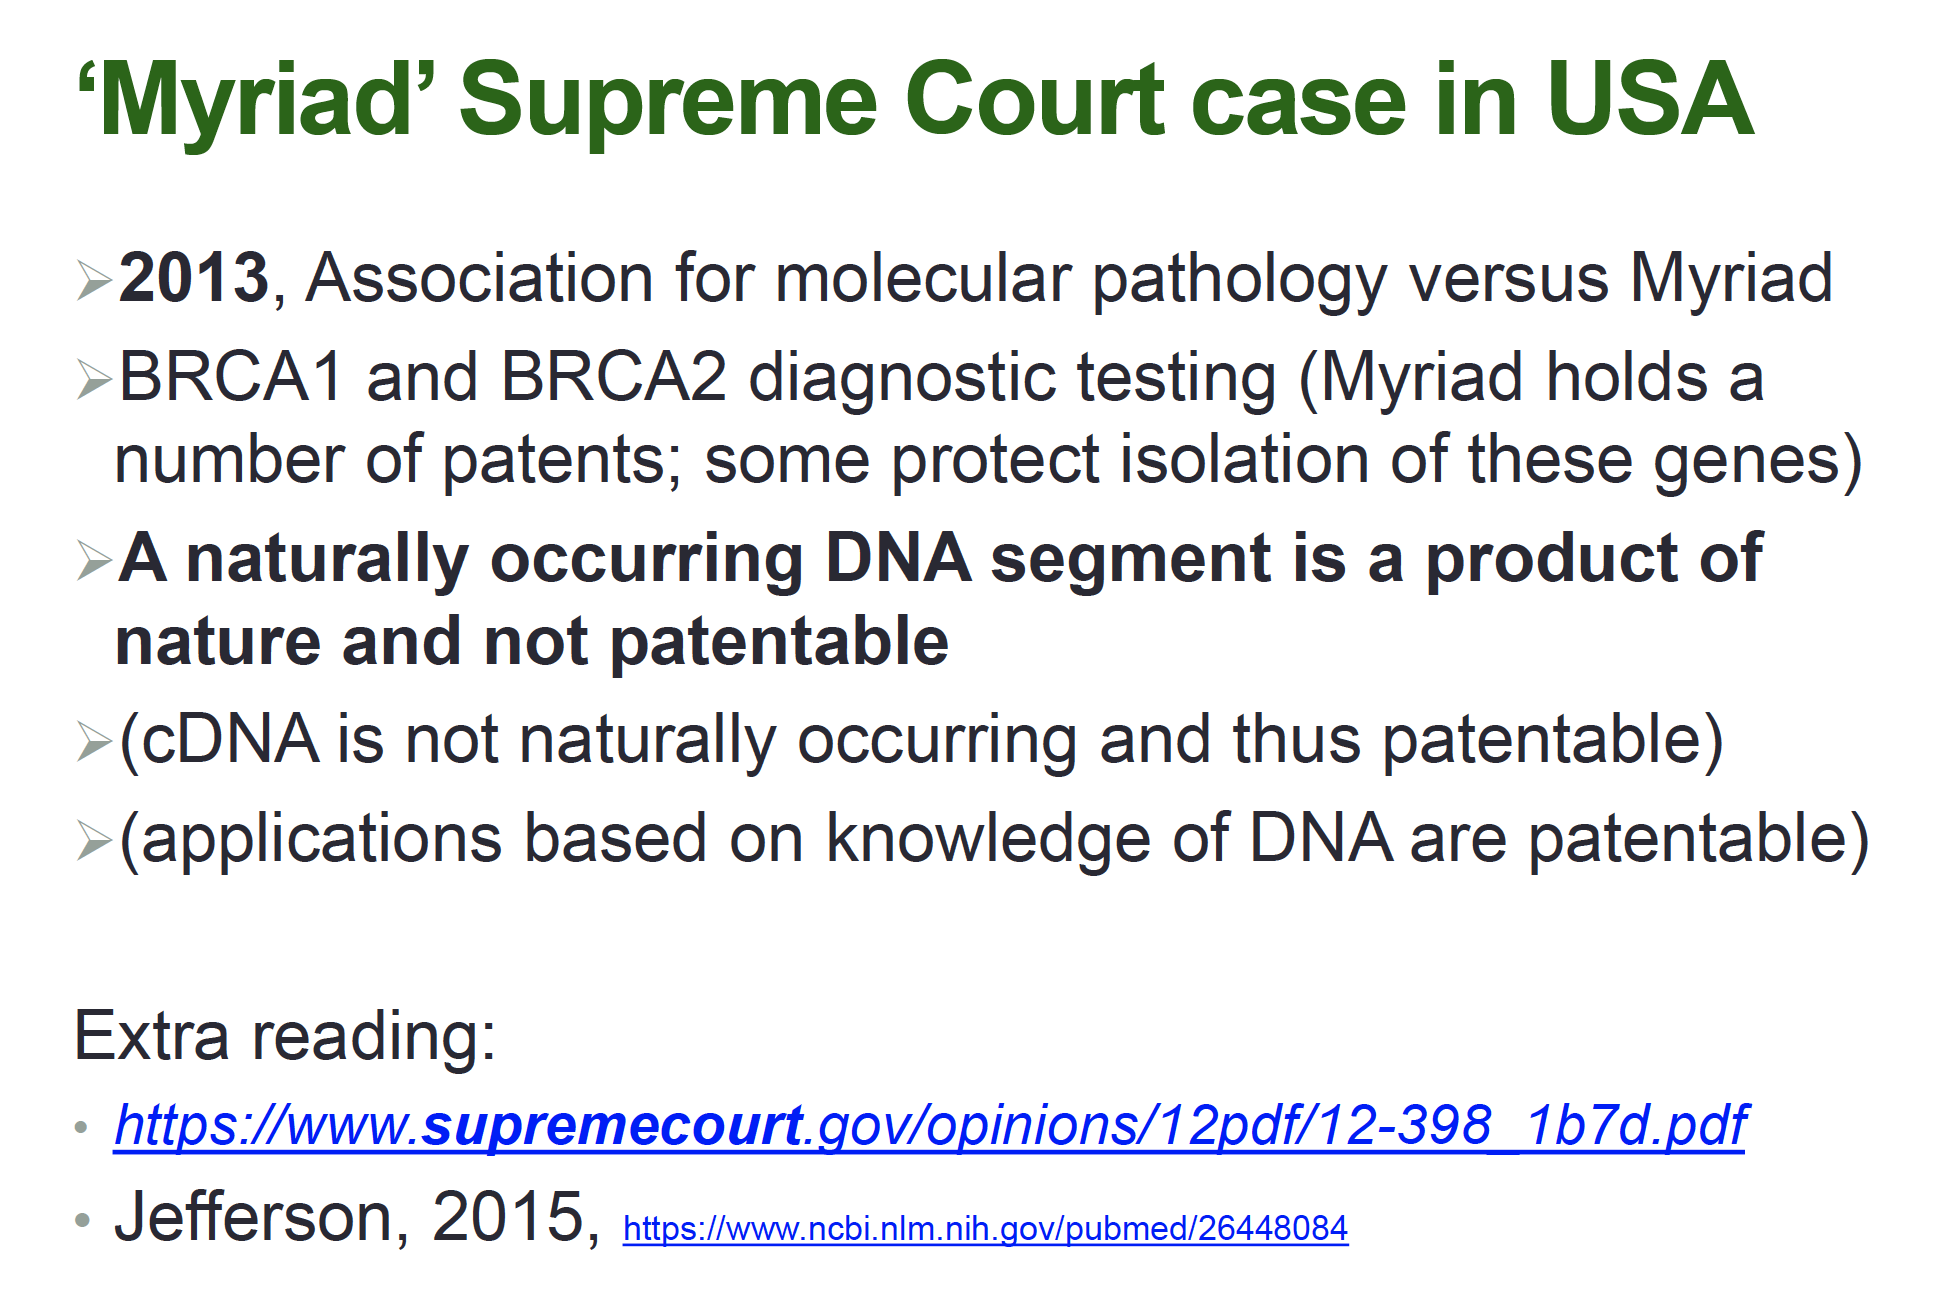 ‘Myriad’ Supreme Court case in USA
➢2013, Association for molecular pathology versus Myriad
➢BRCA1 and BRCA2 diagnostic testing (Myriad holds a
number of patents; some protect isolation of these genes)
➢A naturally occurring DNA segment is a product of
nature and not patentable
➢(cDNA is not naturally occurring and thus patentable)
➢(applications based on knowledge of DNA are patentable)
Extra reading:
• https://www.supremecourt.gov/opinions/12pdf/12-398_1b7d.pdf
• Jefferson, 2015, https://www.ncbi.nlm.nih.gov/pubmed/26448084